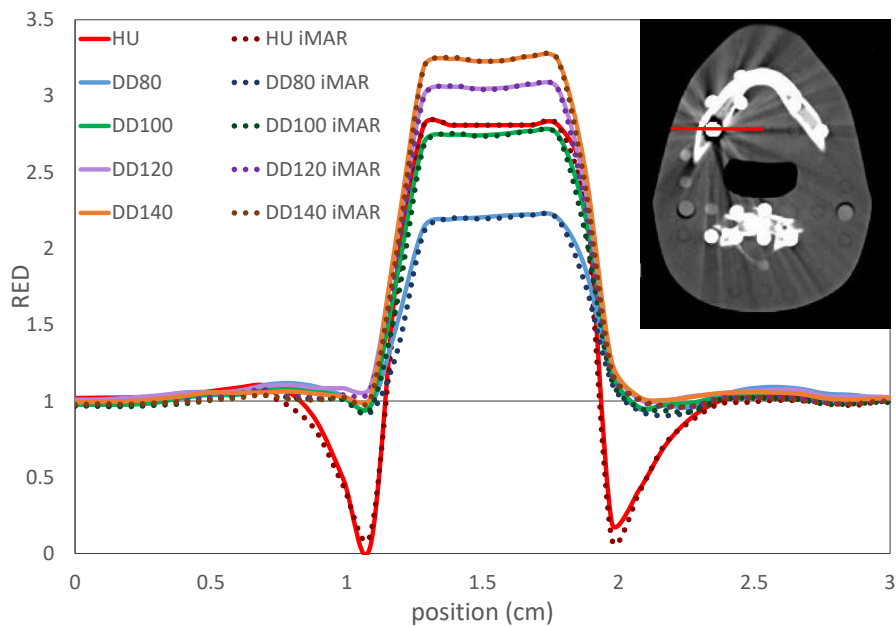 3.5
3
2.5
2
1.5
1
0.5
0
RED
HU
HU iMAR
DD80
DD80 iMAR
DD100
DD100 iMAR
DD120
DD120 iMAR
DD140
DD140 iMAR
0
0.5
1
1.5
2
2.5
3
position (cm)